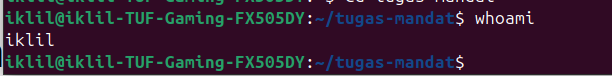 iklil@iklil-TUF-Gaming-FX505DY:~$ cd tugas-mandat
iklil@iklil-TUF-Gaming-FX505DY:~/tugas-mandat$ whoami
iklil
iklil@iklil-TUF-Gaming-FX505DY:~/tugas-mandat$